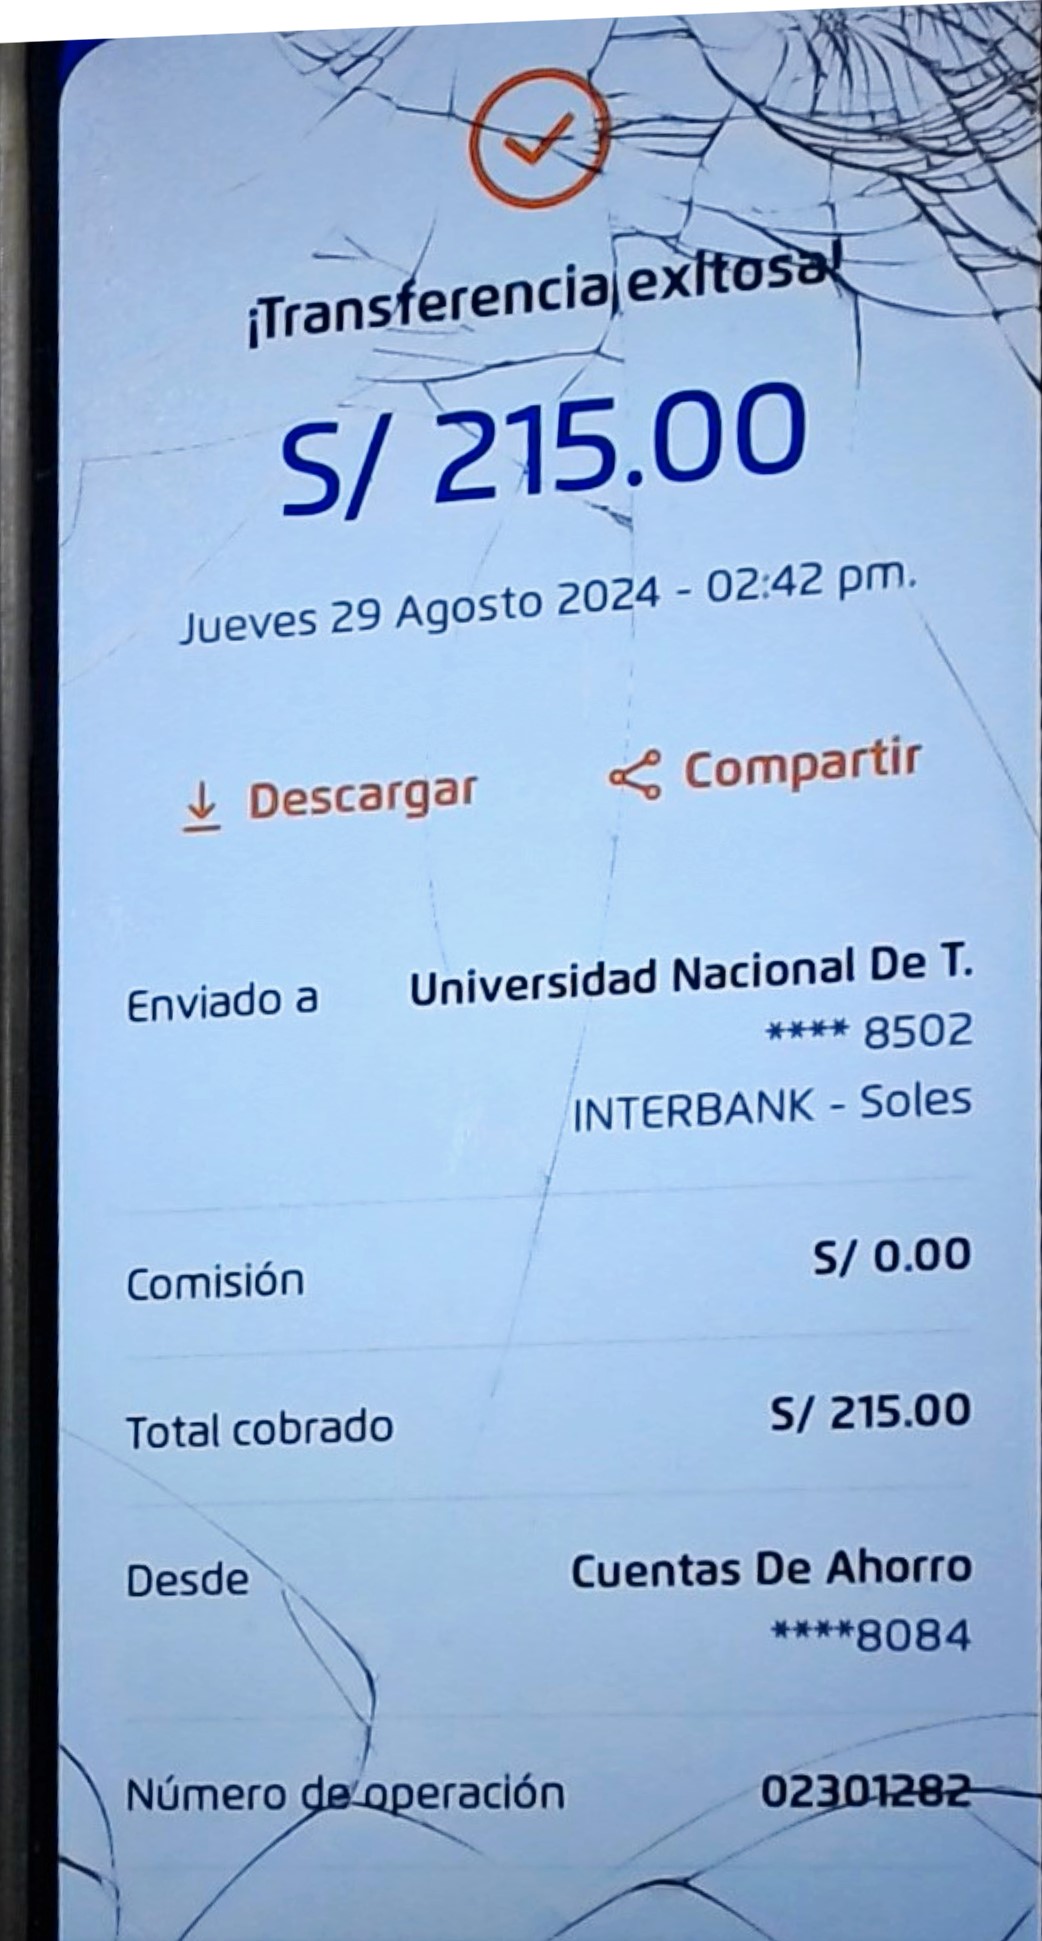 ¡Transferencia exitosa!
S/ 215.00
Jueves 29 Agosto 2024 - 02:42 pm.
Descargar
Compartir
Enviado a
Universidad Nacional De T.
**** 8502
INTERBANK - Soles
Comisión
S/ 0.00
Total cobrado
S/ 215.00
Desde
Cuentas De Ahorro
****8084
Número de operación
02301282